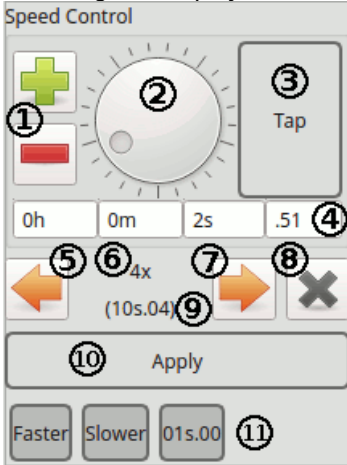 Speed Control
① ② ③
Tap
0h 0m 2s .51 ④
⑤ ⑥ 4x ⑦ ⑧
(10s.04) ⑨
⑩ Apply
Faster Slower 01s.00 ⑪